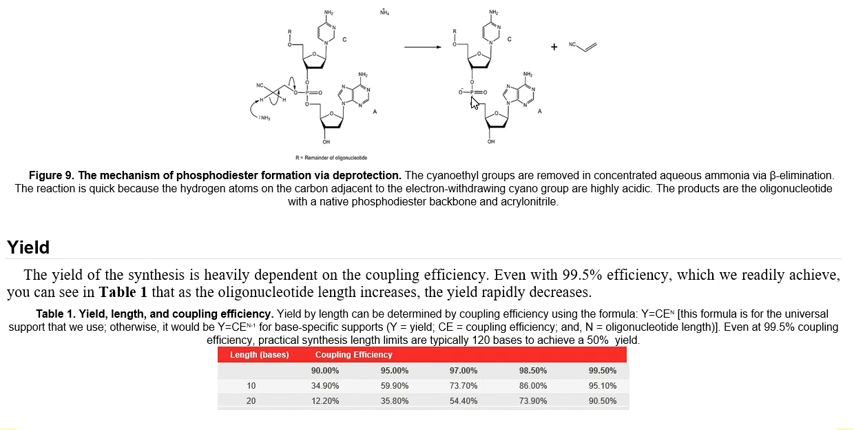 NH₂
NH₄
NH₂
R
O
N
N
O
C
R
O
N
N
O
C
+
NC
NC
O
O-P=O
O
NH₂
N
N
N
N
A
H
H
:NH₃
O
OH
O
O⁻-P=O
O
NH₂
N
N
N
N
A
O
OH
R = Remainder of oligonucleotide
Figure 9. The mechanism of phosphodiester formation via deprotection. The cyanoethyl groups are removed in concentrated aqueous ammonia via β-elimination.
The reaction is quick because the hydrogen atoms on the carbon adjacent to the electron-withdrawing cyano group are highly acidic. The products are the oligonucleotide
with a native phosphodiester backbone and acrylonitrile.
Yield
The yield of the synthesis is heavily dependent on the coupling efficiency. Even with 99.5% efficiency, which we readily achieve,
you can see in Table 1 that as the oligonucleotide length increases, the yield rapidly decreases.
Table 1. Yield, length, and coupling efficiency. Yield by length can be determined by coupling efficiency using the formula: Y=CEᴺ [this formula is for the universal
support that we use; otherwise, it would be Y=CEᴺ⁻¹ for base-specific supports (Y = yield; CE = coupling efficiency; and, N = oligonucleotide length)]. Even at 99.5% coupling
efficiency, practical synthesis length limits are typically 120 bases to achieve a 50% yield.
Length (bases) Coupling Efficiency
90.00% 95.00% 97.00% 98.50% 99.50%
10 34.90% 59.90% 73.70% 86.00% 95.10%
20 12.20% 35.80% 54.40% 73.90% 90.50%